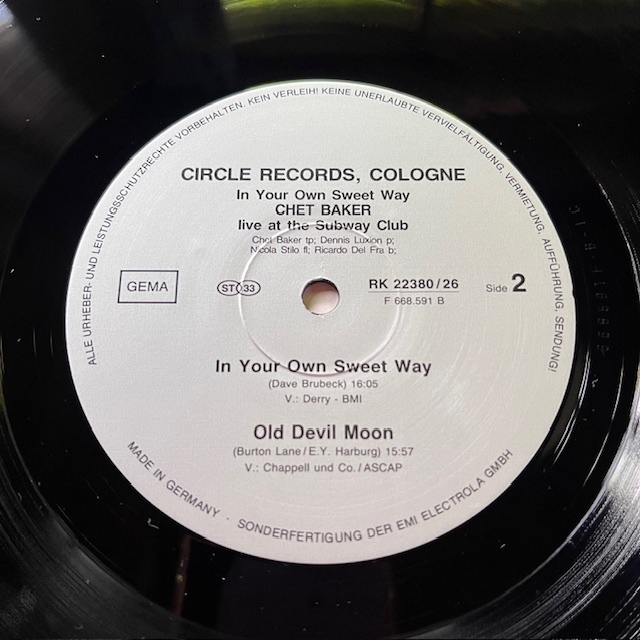 ALLE URHEBER- UND LEISTUNGSSCHUTZRECHTE VORBEHALTEN. KEIN VERLEIH! KEINE UNERLAUBTE VERVIELFÄLTIGUNG, VERMIETUNG, AUFFÜHRUNG, SENDUNG!
CIRCLE RECORDS, COLOGNE
In Your Own Sweet Way
CHET BAKER
live at the Subway Club
Chet Baker tp; Dennis Luxion p;
Nicola Stilo fl; Ricardo Del Fra b;
GEMA
ST 33
RK 22380/26
F 668.591 B
Side 2
In Your Own Sweet Way
(Dave Brubeck) 16:05
V.: Derry - BMI
Old Devil Moon
(Burton Lane/E.Y. Harburg) 15:57
V.: Chappell und Co./ASCAP
MADE IN GERMANY - SONDERFERTIGUNG DER EMI ELECTROLA GMBH